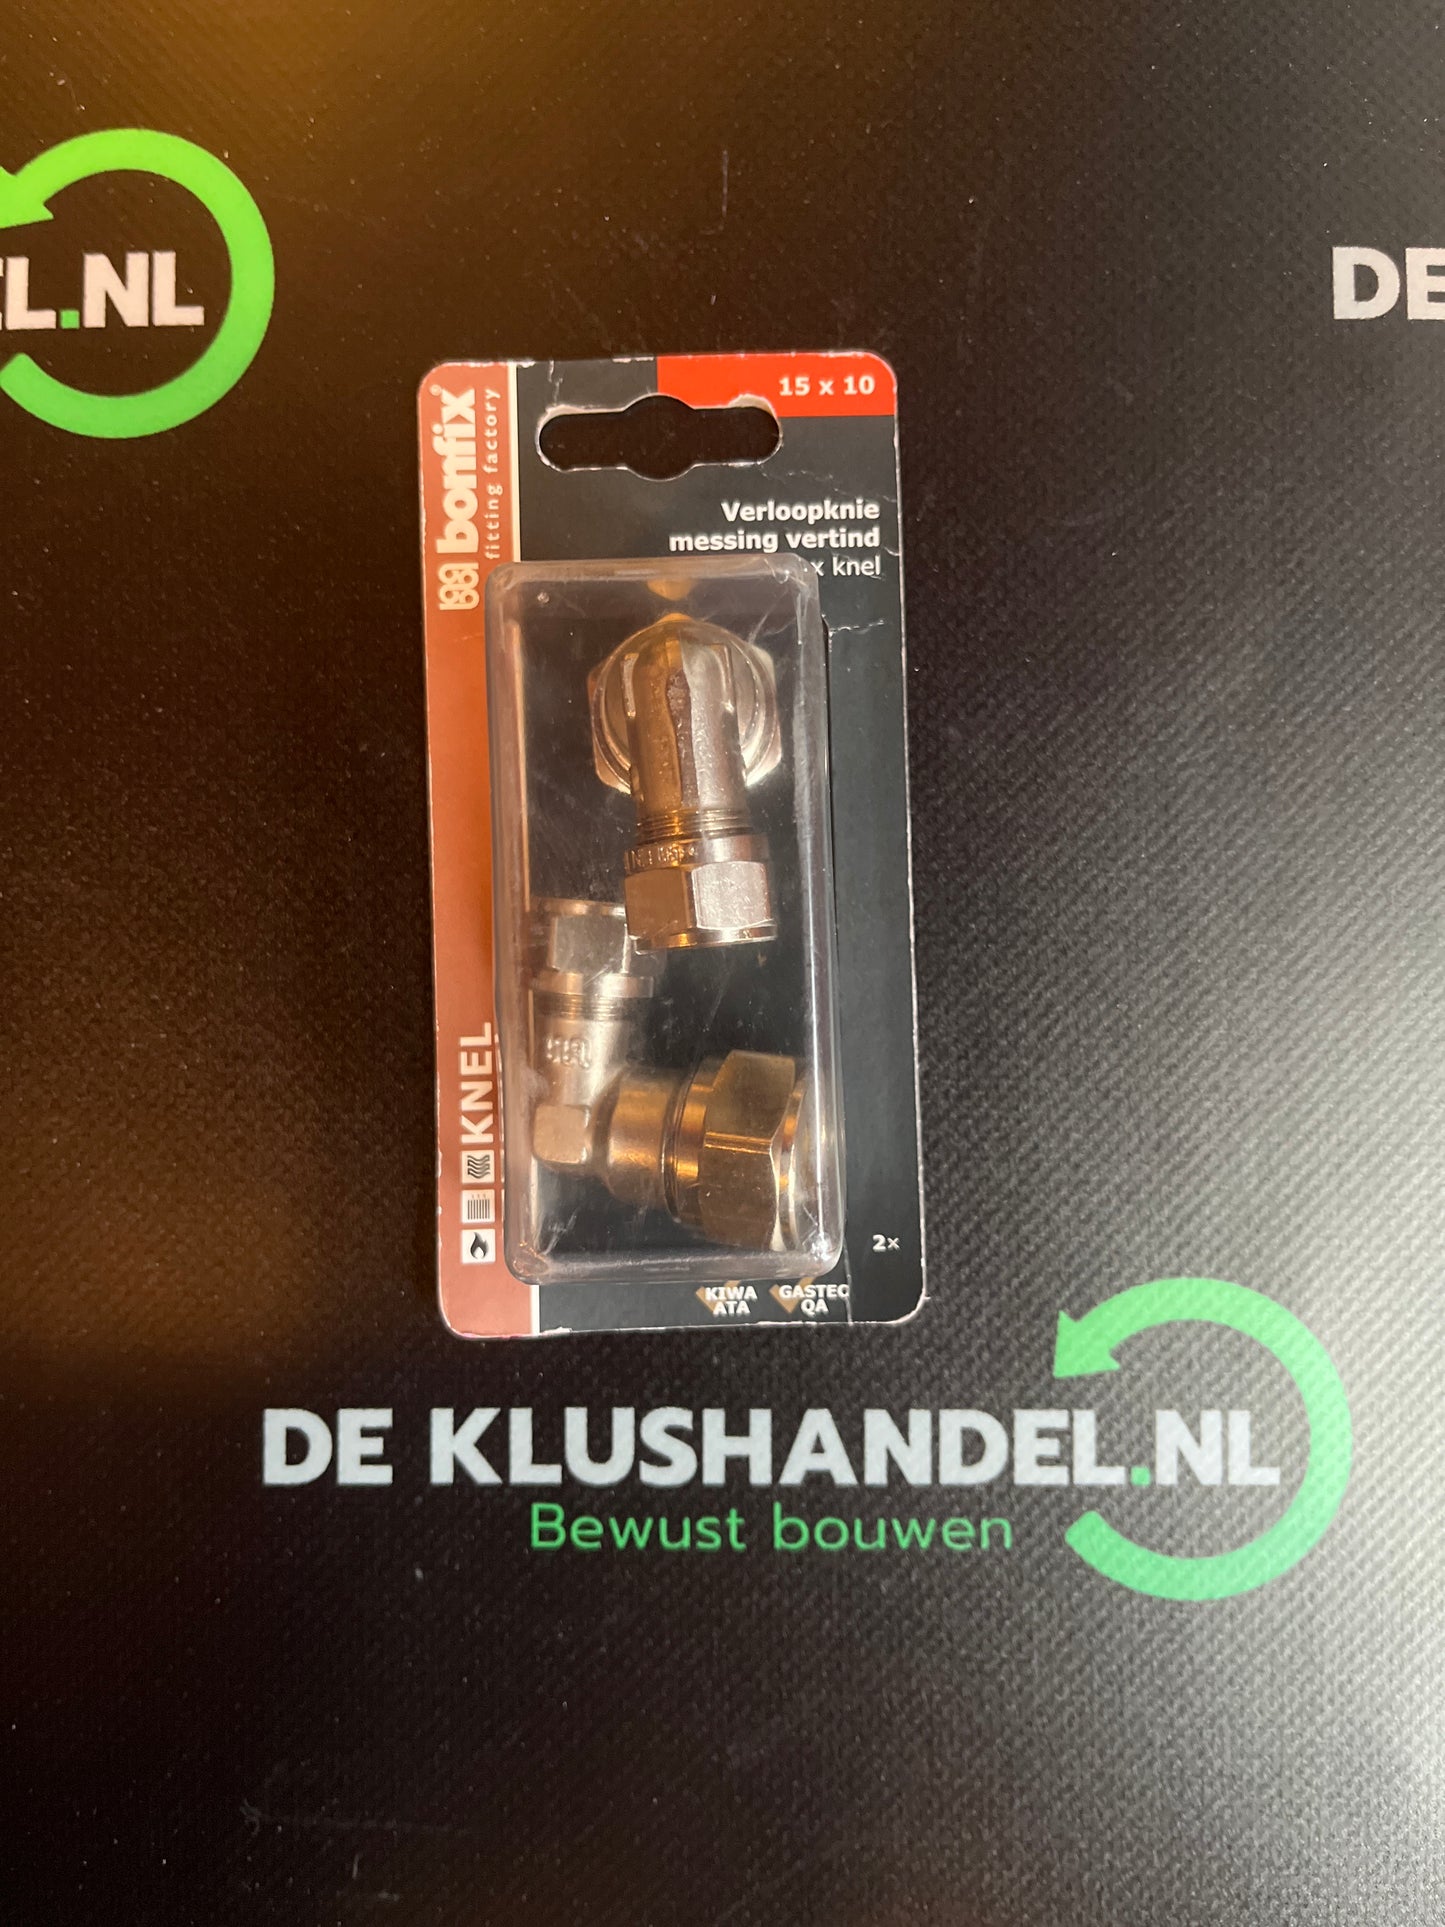 EL.NL
DE
15 x 10
bonfix®
fitting factory
Verloopknie
messing vertind
x knel
KNEL
2×
KIWA
ATA
GASTEC
QA
DE KLUSHANDEL.NL
Bewust bouwen